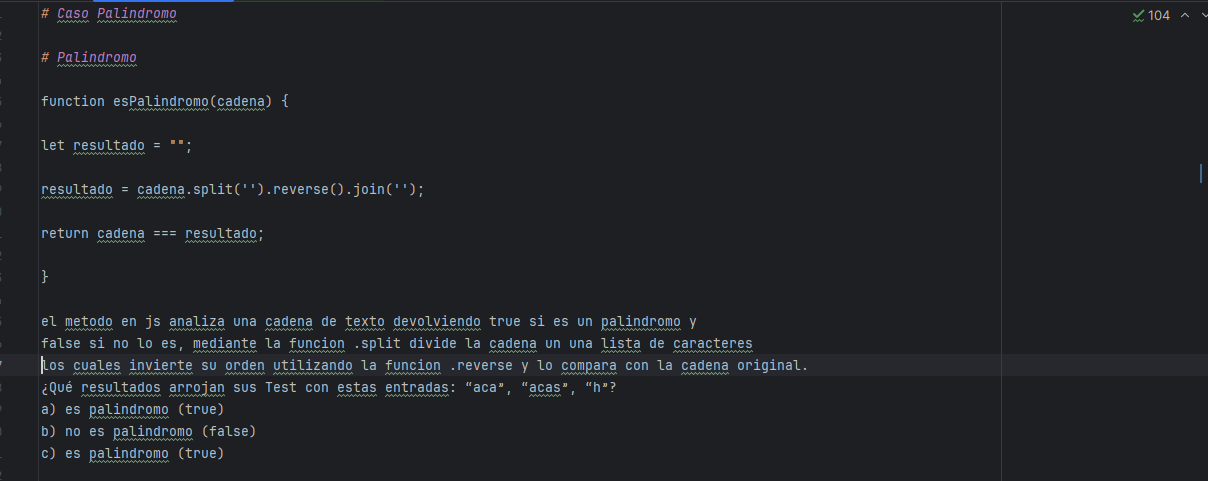 104
# Caso Palindromo
# Palindromo
function esPalindromo(cadena) {
let resultado = "";
resultado = cadena.split('').reverse().join('');
return cadena === resultado;
}
el metodo en js analiza una cadena de texto devolviendo true si es un palindromo y
false si no lo es, mediante la funcion .split divide la cadena un una lista de caracteres
los cuales invierte su orden utilizando la funcion .reverse y lo compara con la cadena original.
¿Qué resultados arrojan sus Test con estas entradas: “aca”, “acas”, “h”?
a) es palindromo (true)
b) no es palindromo (false)
c) es palindromo (true)